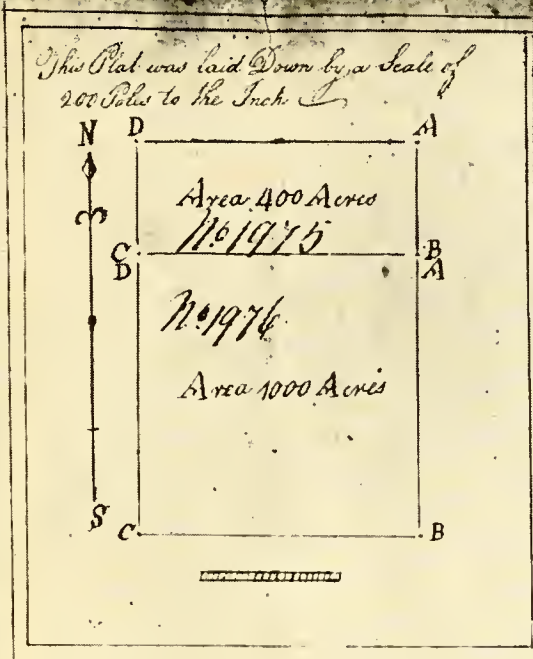 This Plat was laid Down by a Scale of
200 Poles to the Inch
N D A
Area 400 Acres
No 1975
C B
D A
No 1976
Area 1000 Acres
S C B